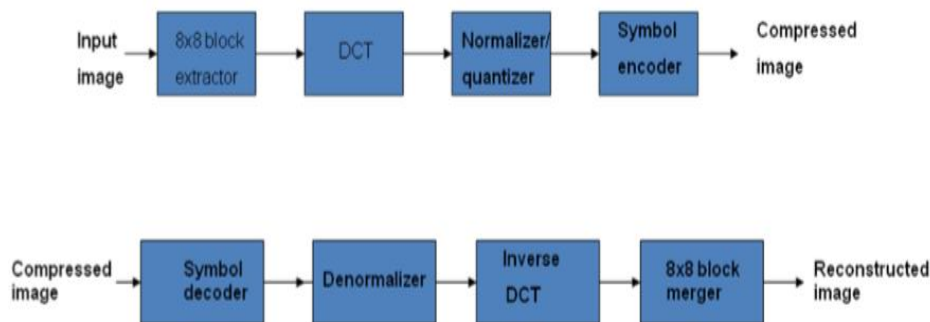 Input
image
8x8 block
extractor
DCT
Normalizer/
quantizer
Symbol
encoder
Compressed
image
Compressed
image
Symbol
decoder
Denormalizer
Inverse
DCT
8x8 block
merger
Reconstructed
image